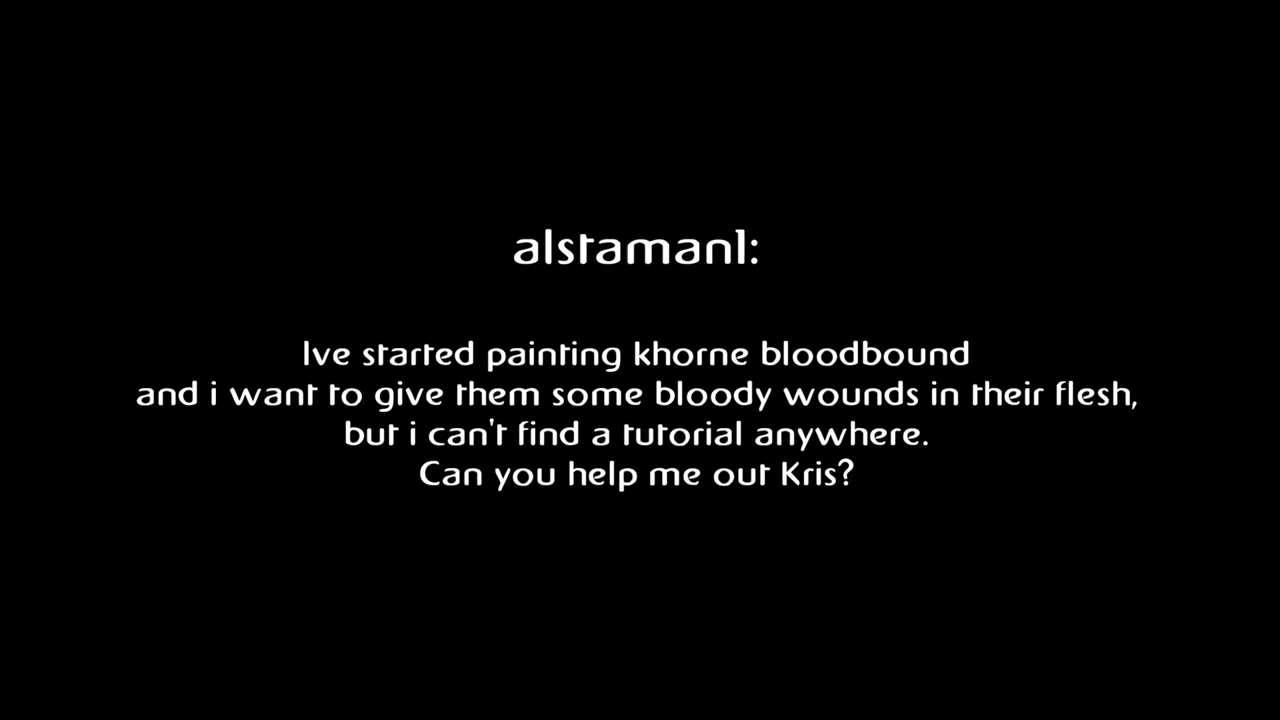 alstaman1:
Ive started painting khorne bloodbound
and i want to give them some bloody wounds in their flesh,
but i can't find a tutorial anywhere.
Can you help me out Kris?